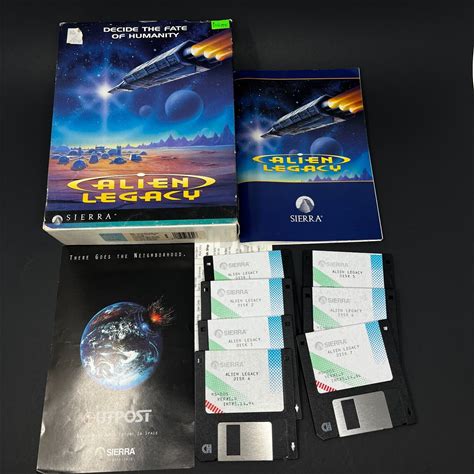 DECIDE THE FATE
OF HUMANITY
ALIEN
LEGACY
SIERRA
ALIEN
LEGACY
SIERRA
THERE GOES THE NEIGHBORHOOD.
OUTPOST
SIERRA
SIERRA
ALIEN LEGACY
DISK 1
SIERRA
ALIEN LEGACY
DISK 2
SIERRA
ALIEN LEGACY
DISK 3
SIERRA
ALIEN LEGACY
DISK 4
MS-DOS
SIERRA
ALIEN LEGACY
DISK 5
SIERRA
ALIEN LEGACY
DISK 6
SIERRA
ALIEN LEGACY
DISK 7